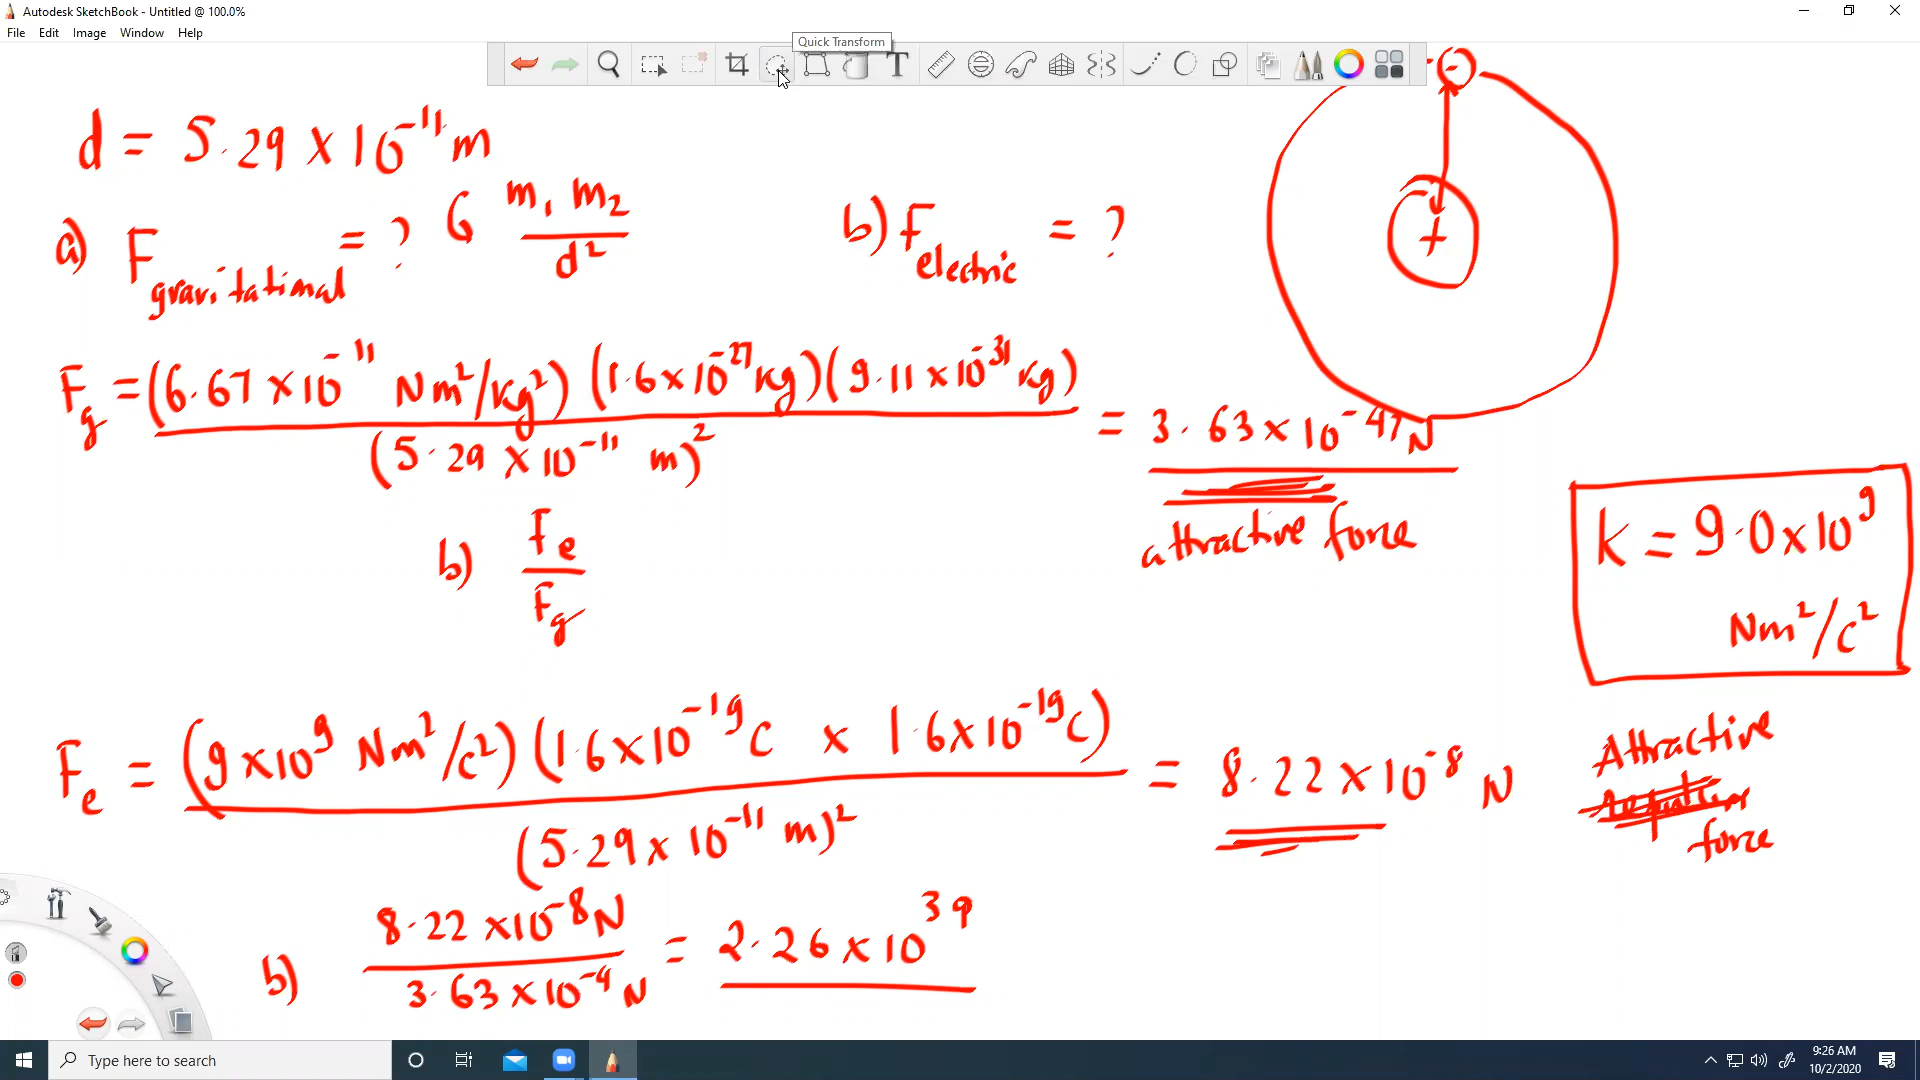 Autodesk SketchBook - Untitled @ 100.0%
File Edit Image Window Help
Quick Transform
T
d = 5.29 × 10⁻¹¹ m
a) F gravitational = ? G m₁ m₂ / d²
b) F electric = ?
-
+
F_g = (6.67 × 10⁻¹¹ Nm²/kg²) (1.6 × 10⁻²⁷ kg)(9.11 × 10⁻³¹ kg) / (5.29 × 10⁻¹¹ m)² = 3.63 × 10⁻⁴⁷ N
attractive force
k = 9.0 × 10⁹
Nm²/c²
b) F_e / F_g
F_e = (9 × 10⁹ Nm²/c²) (1.6 × 10⁻¹⁹ C × 1.6 × 10⁻¹⁹ C) / (5.29 × 10⁻¹¹ m)² = 8.22 × 10⁻⁸ N
Attractive
force
b) 8.22 × 10⁻⁸ N / 3.63 × 10⁻⁴ N = 2.26 × 10³⁹
Type here to search
9:26 AM
10/2/2020